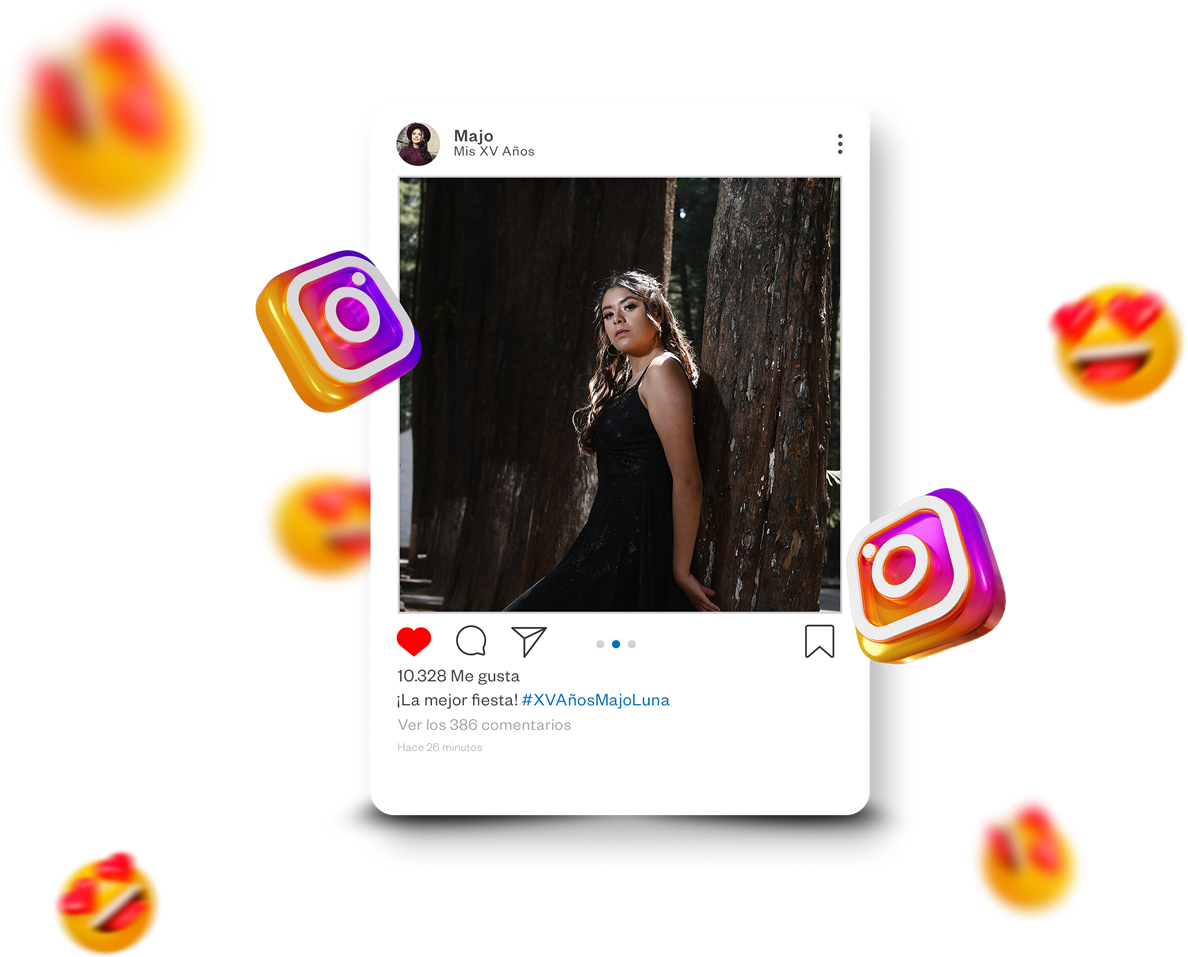 Majo
Mis XV Años
10.328 Me gusta
¡La mejor fiesta! #XVAñosMajoLuna
Ver los 386 comentarios
Hace 26 minutos